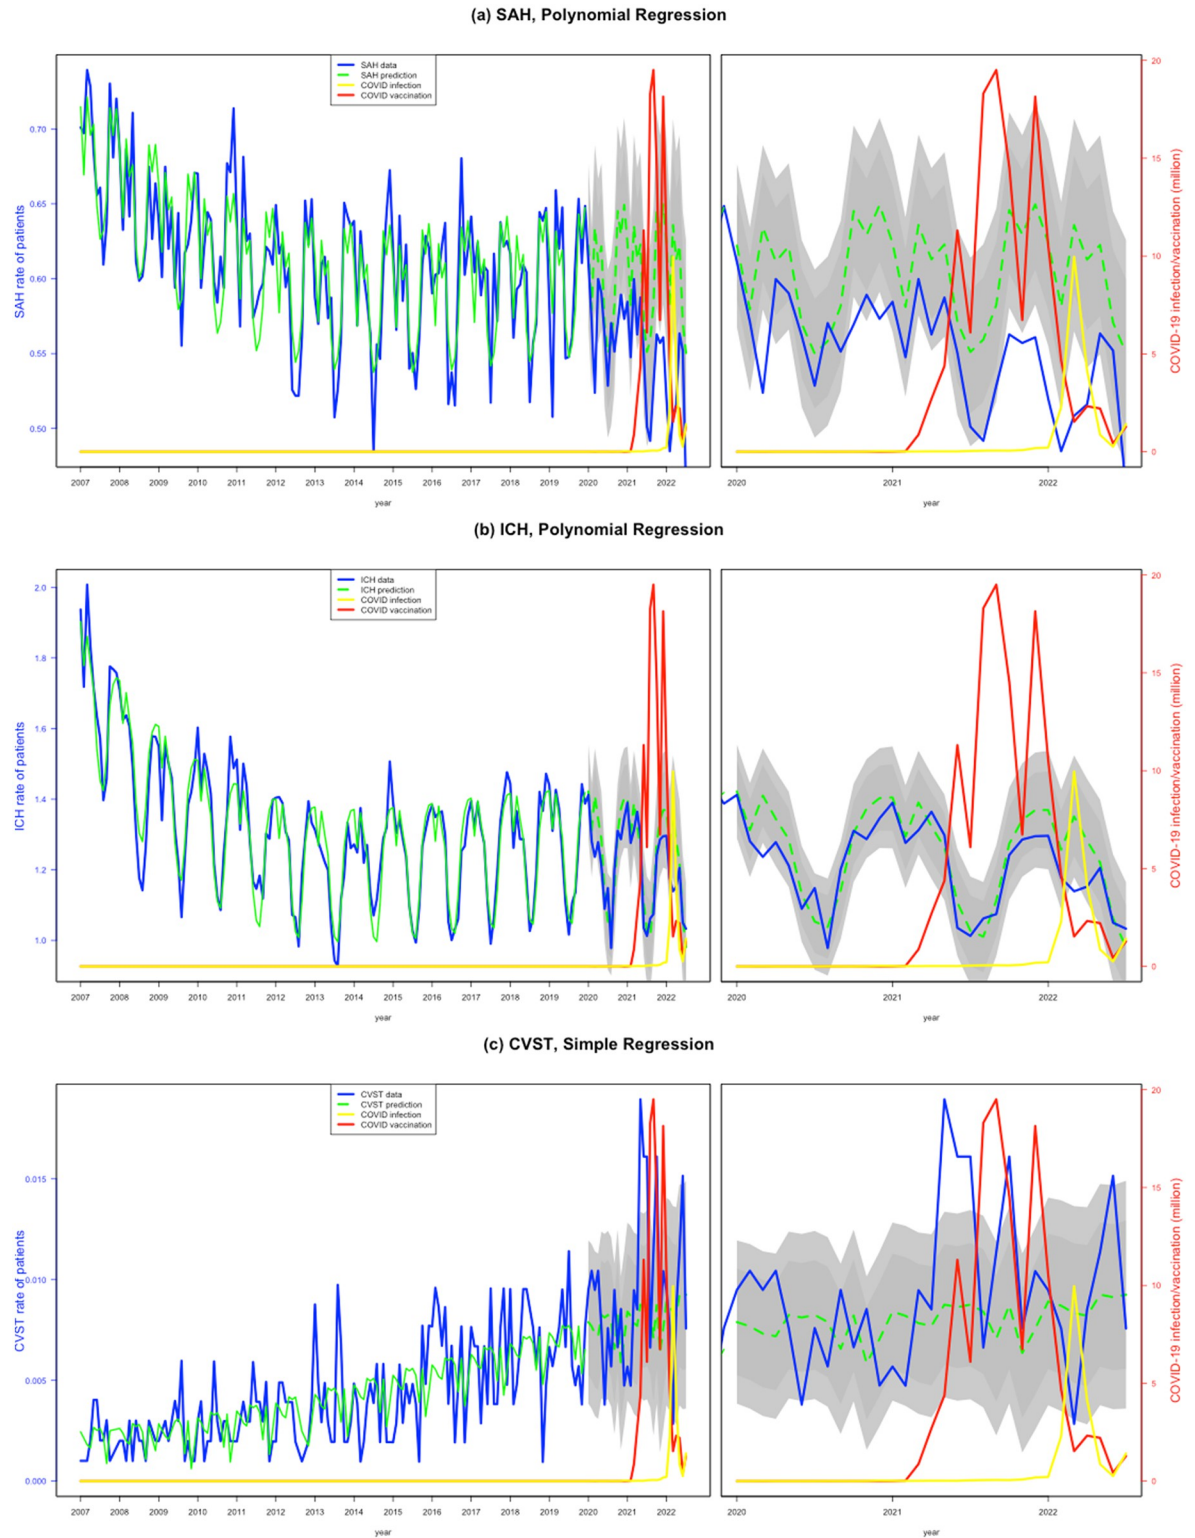 (a) SAH, Polynomial Regression
SAH data
SAH prediction
COVID infection
COVID vaccination
SAH rate of patients
0.70
0.65
0.60
0.55
0.50
2007 2008 2009 2010 2011 2012 2013 2014 2015 2016 2017 2018 2019 2020 2021 2022
year
2020 2021 2022
year
20
15
10
5
0
COVID-19 infection/vaccination (million)
(b) ICH, Polynomial Regression
ICH data
ICH prediction
COVID infection
COVID vaccination
ICH rate of patients
2.0
1.8
1.6
1.4
1.2
1.0
2007 2008 2009 2010 2011 2012 2013 2014 2015 2016 2017 2018 2019 2020 2021 2022
year
2020 2021 2022
year
20
15
10
5
0
COVID-19 infection/vaccination (million)
(c) CVST, Simple Regression
CVST data
CVST prediction
COVID infection
COVID vaccination
CVST rate of patients
0.015
0.010
0.005
0.000
2007 2008 2009 2010 2011 2012 2013 2014 2015 2016 2017 2018 2019 2020 2021 2022
year
2020 2021 2022
year
20
15
10
5
0
COVID-19 infection/vaccination (million)